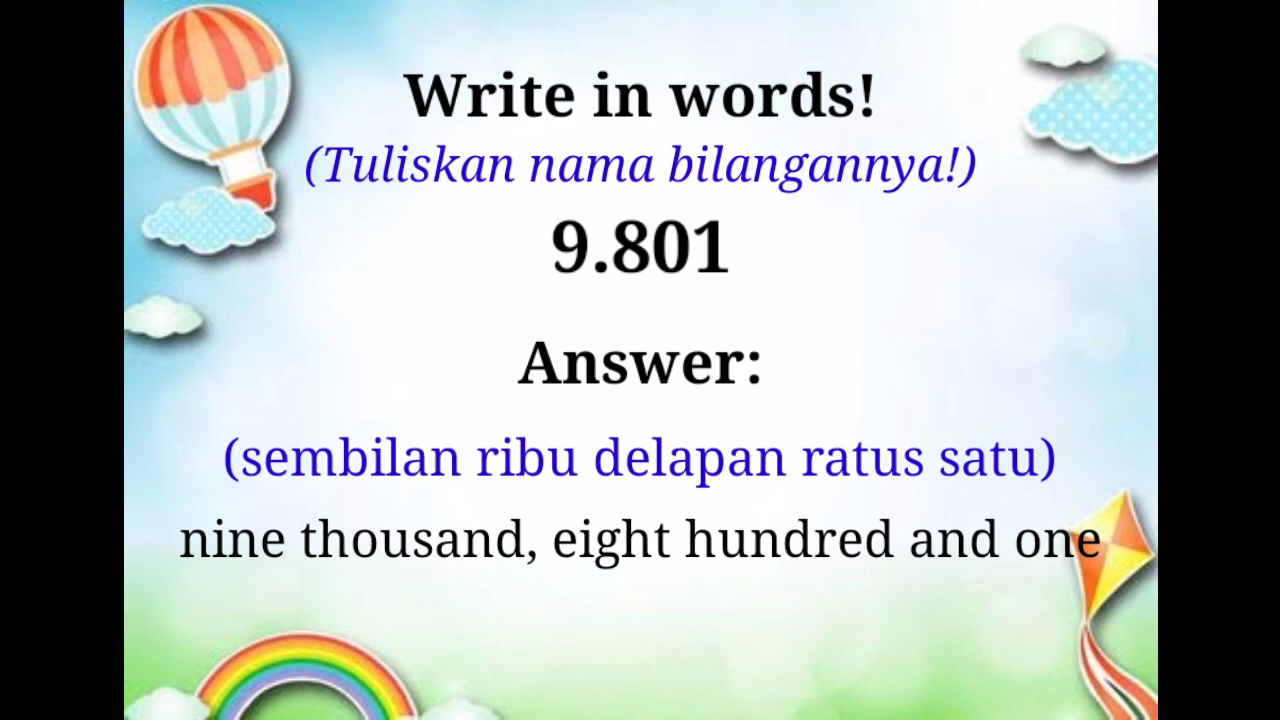 Write in words!
(Tuliskan nama bilangannya!)
9.801
Answer:
(sembilan ribu delapan ratus satu)
nine thousand, eight hundred and one